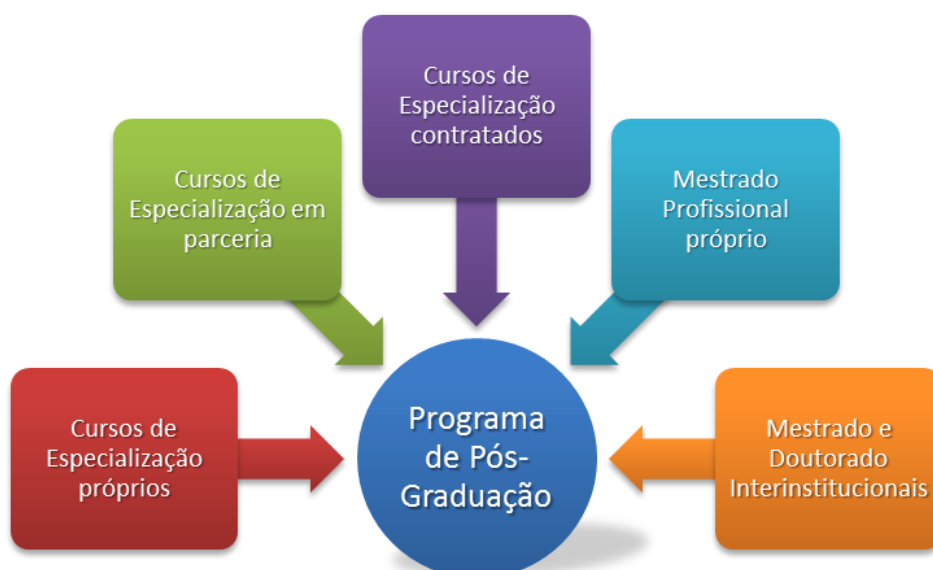 Cursos de
Especialização
contratados
Cursos de
Especialização em
parceria
Mestrado
Profissional
próprio
Cursos de
Especialização
próprios
Programa
de Pós-
Graduação
Mestrado e
Doutorado
Interinstitucionais